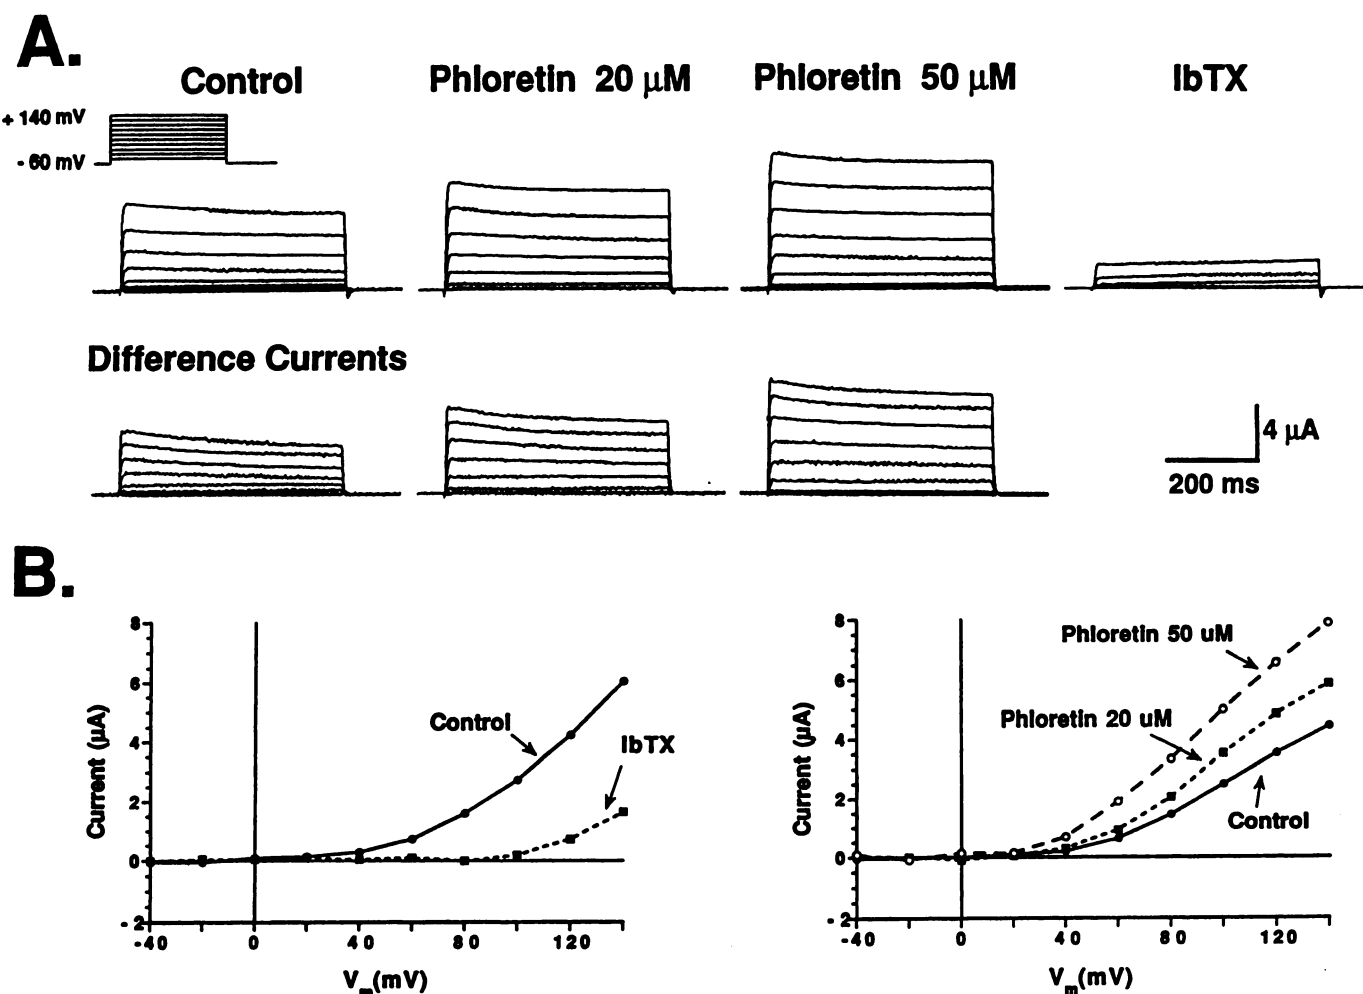 A.
Control
Phloretin 20 µM
Phloretin 50 µM
IbTX
+ 140 mV
- 60 mV
Difference Currents
4 µA
200 ms
B.
8
6
4
2
0
- 2
-40
0
40
80
120
Current (µA)
Vm(mV)
Control
IbTX
8
6
4
2
0
- 2
-40
0
40
80
120
Current (µA)
Vm(mV)
Phloretin 50 uM
Phloretin 20 uM
Control